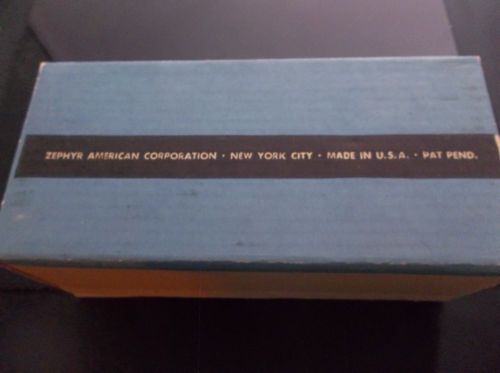 ZEPHYR AMERICAN CORPORATION · NEW YORK CITY · MADE IN U.S.A. · PAT PEND.